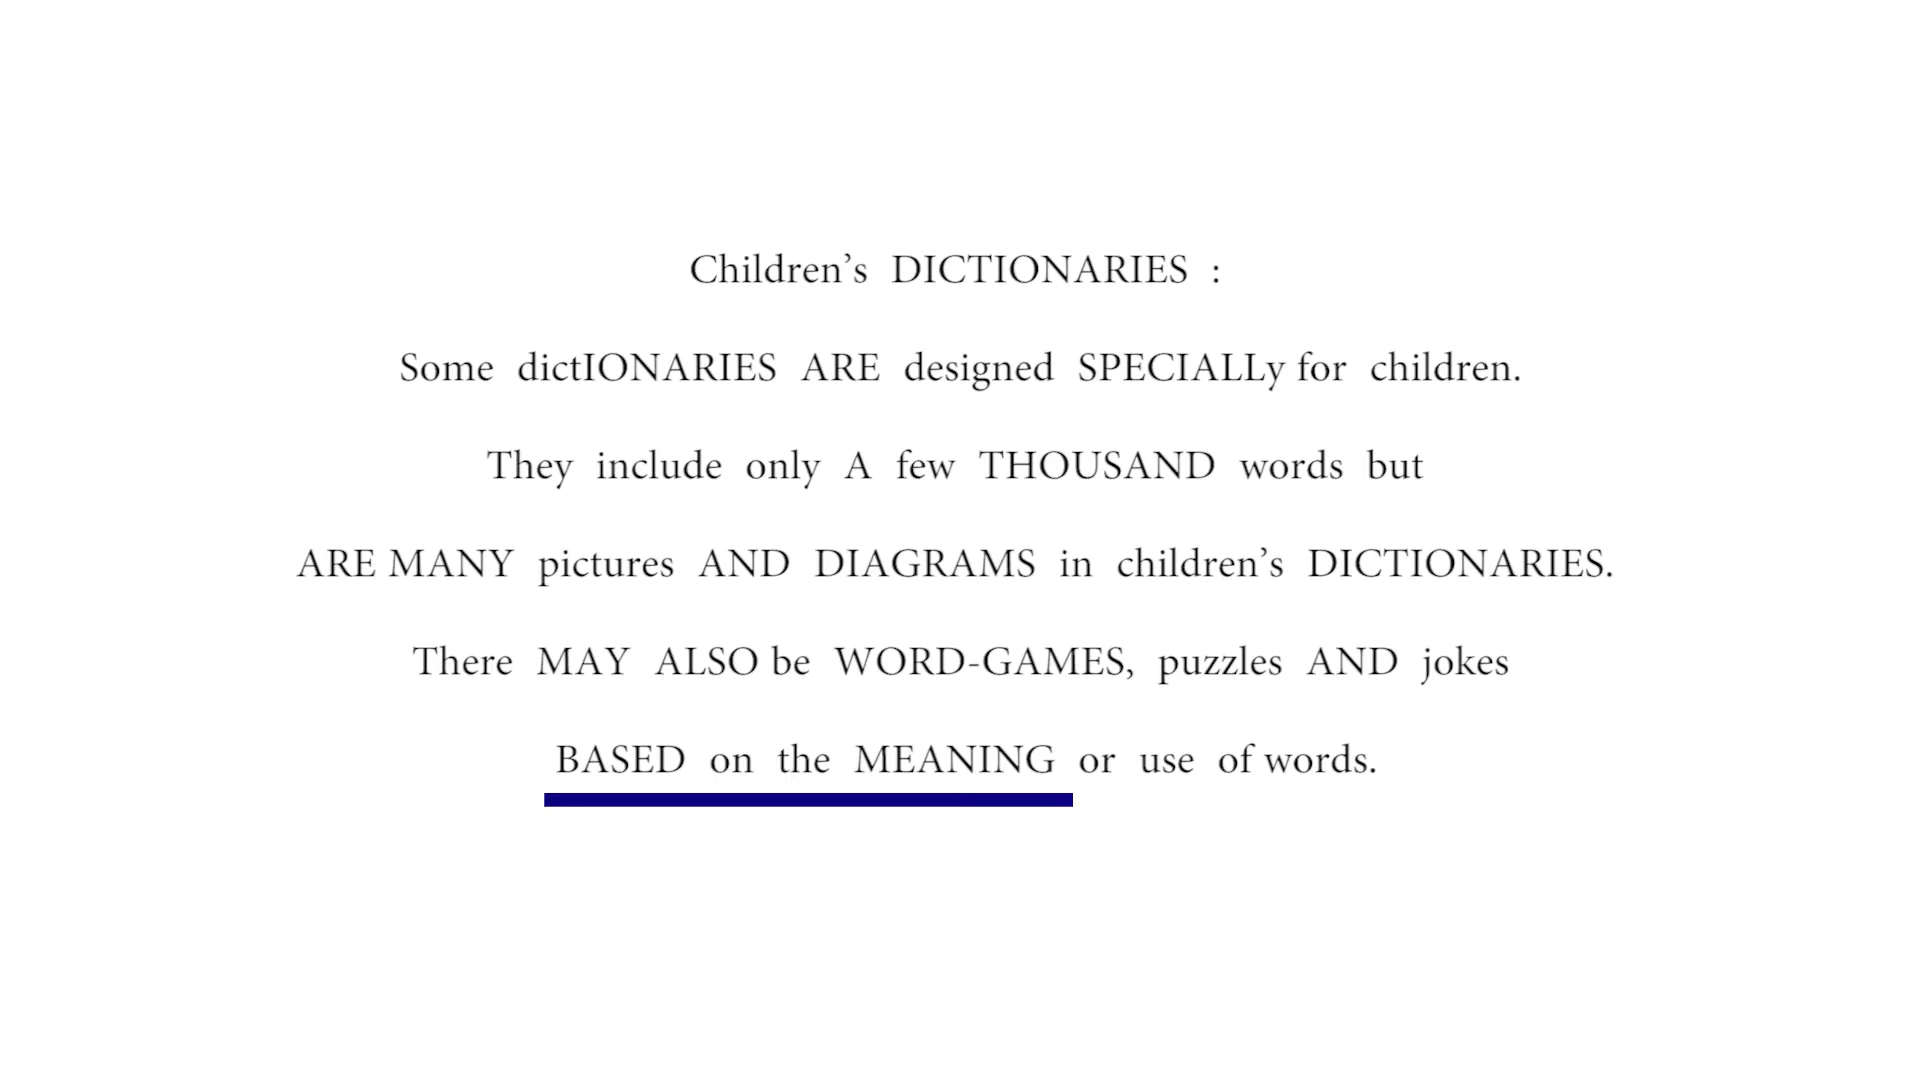 Children’s DICTIONARIES :
Some dictIONARIES ARE designed SPECIALLy for children.
They include only A few THOUSAND words but
ARE MANY pictures AND DIAGRAMS in children’s DICTIONARIES.
There MAY ALSO be WORD-GAMES, puzzles AND jokes
BASED on the MEANING or use of words.